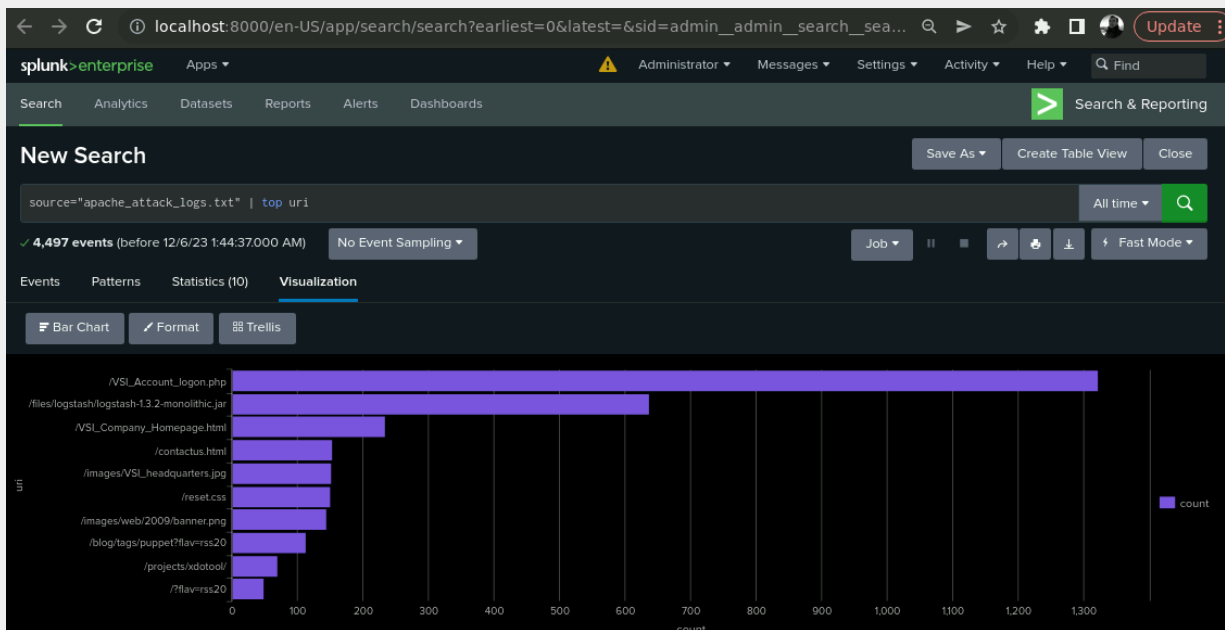 localhost:8000/en-US/app/search/search?earliest=0&latest=&sid=admin__admin__search__sea... Update
splunk>enterprise Apps Administrator Messages Settings Activity Help Find
Search Analytics Datasets Reports Alerts Dashboards Search & Reporting
New Search Save As Create Table View Close
source="apache_attack_logs.txt" | top uri All time
4,497 events (before 12/6/23 1:44:37.000 AM) No Event Sampling Job Fast Mode
Events Patterns Statistics (10) Visualization
Bar Chart Format Trellis
/VSI_Account_logon.php
/files/logstash/logstash-1.3.2-monolithic.jar
/VSI_Company_Homepage.html
/contactus.html
/images/VSI_headquarters.jpg
/reset.css
/images/web/2009/banner.png
/blog/tags/puppet?flav=rss20
/projects/xdotool/
/?flav=rss20
uri
count
0 100 200 300 400 500 600 700 800 900 1,000 1,100 1,200 1,300
count